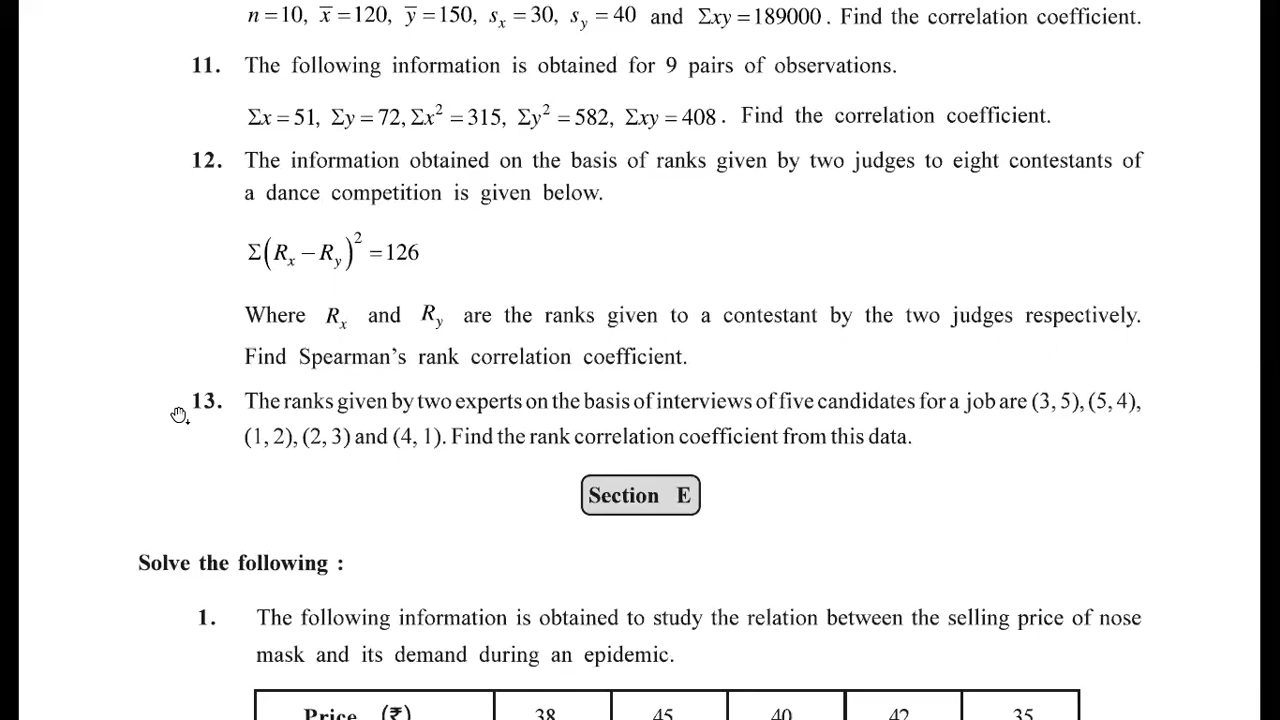 n = 10, x̄ = 120, ȳ = 150, sₓ = 30, s_y = 40 and Σxy = 189000. Find the correlation coefficient.
11. The following information is obtained for 9 pairs of observations.
Σx = 51, Σy = 72, Σx² = 315, Σy² = 582, Σxy = 408. Find the correlation coefficient.
12. The information obtained on the basis of ranks given by two judges to eight contestants of
a dance competition is given below.
Σ(Rₓ − R_y)² = 126
Where Rₓ and R_y are the ranks given to a contestant by the two judges respectively.
Find Spearman's rank correlation coefficient.
13. The ranks given by two experts on the basis of interviews of five candidates for a job are (3, 5), (5, 4),
(1, 2), (2, 3) and (4, 1). Find the rank correlation coefficient from this data.
Section E
Solve the following :
1. The following information is obtained to study the relation between the selling price of nose
mask and its demand during an epidemic.
Price (₹) 38 45 40 42 35